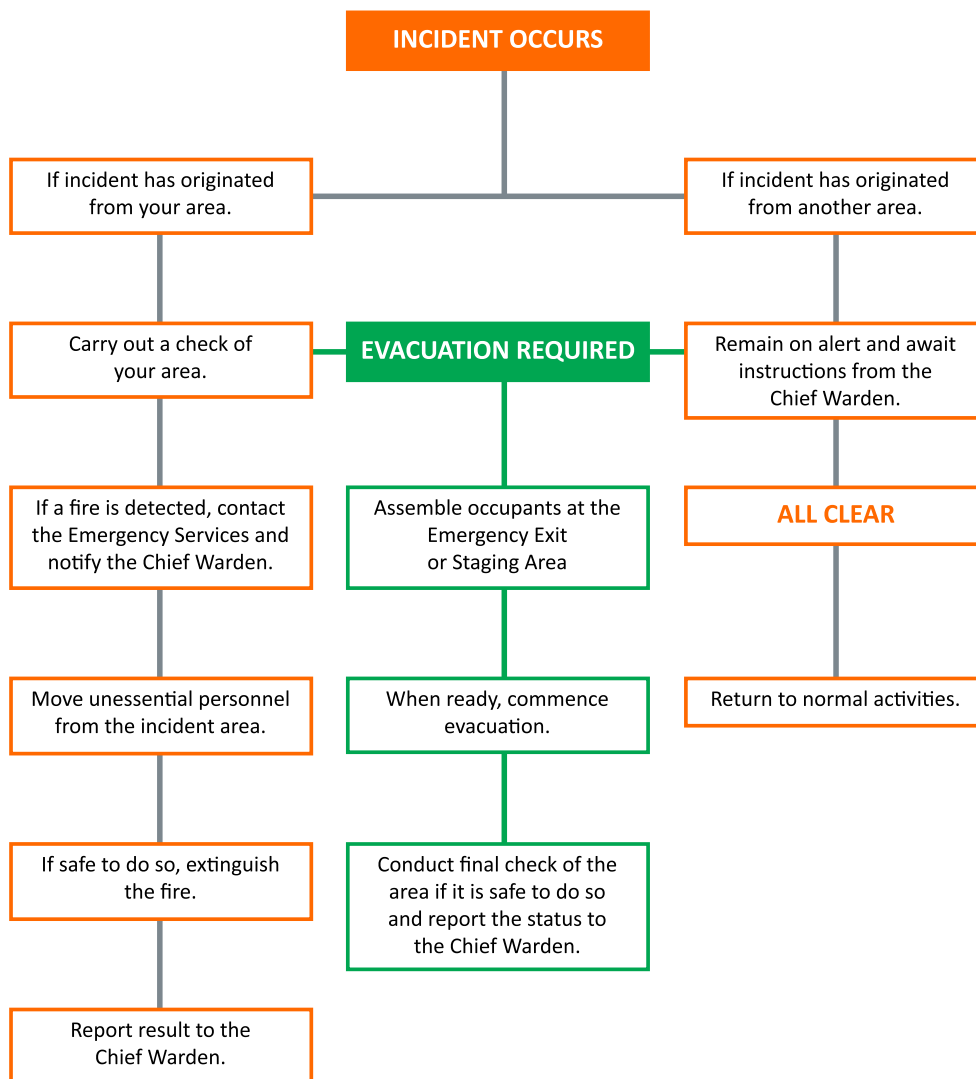 INCIDENT OCCURS
If incident has originated
from your area.
If incident has originated
from another area.
Carry out a check of
your area.
EVACUATION REQUIRED
Remain on alert and await
instructions from the
Chief Warden.
If a fire is detected, contact
the Emergency Services and
notify the Chief Warden.
Assemble occupants at the
Emergency Exit
or Staging Area
ALL CLEAR
Move unessential personnel
from the incident area.
When ready, commence
evacuation.
Return to normal activities.
If safe to do so, extinguish
the fire.
Conduct final check of the
area if it is safe to do so
and report the status to
the Chief Warden.
Report result to the
Chief Warden.